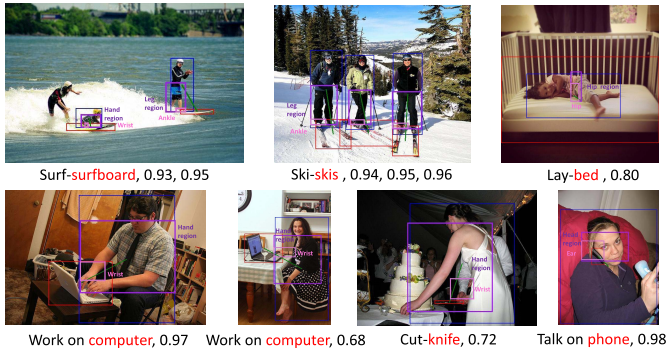 Hand
region
Wrist
Leg
region
Ankle
Surf-surfboard, 0.93, 0.95
Leg
region
Ankle
Ski-skis , 0.94, 0.95, 0.96
Hip region
Hip
Lay-bed, 0.80
Hand
region
Wrist
Work on computer, 0.97
Hand
region
Wrist
Work on computer, 0.68
Hand
region
Wrist
Cut-knife, 0.72
Hand
region
Ear
Talk on phone, 0.98